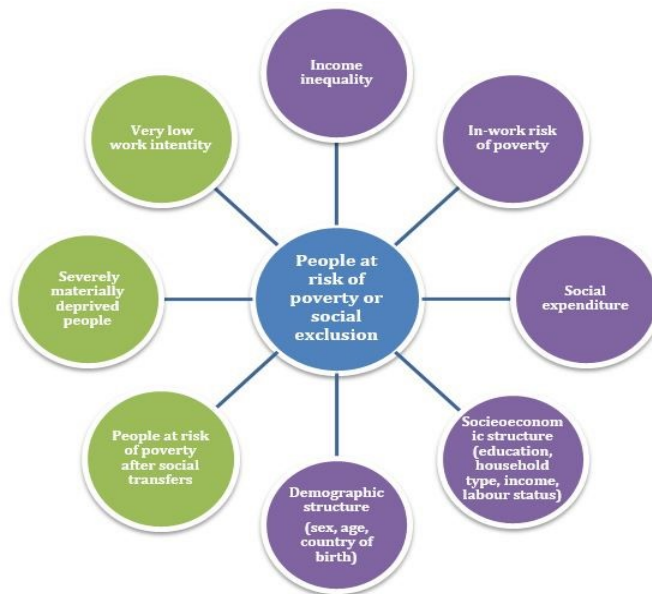 Income
inequality
In-work risk
of poverty
Social
expenditure
Socieoeconom
ic structure
(education,
household
type, income,
labour status)
Demographic
structure
(sex, age,
country of
birth)
People at risk
of poverty
after social
transfers
Severely
materially
deprived
people
Very low
work intentity
People at
risk of
poverty or
social
exclusion